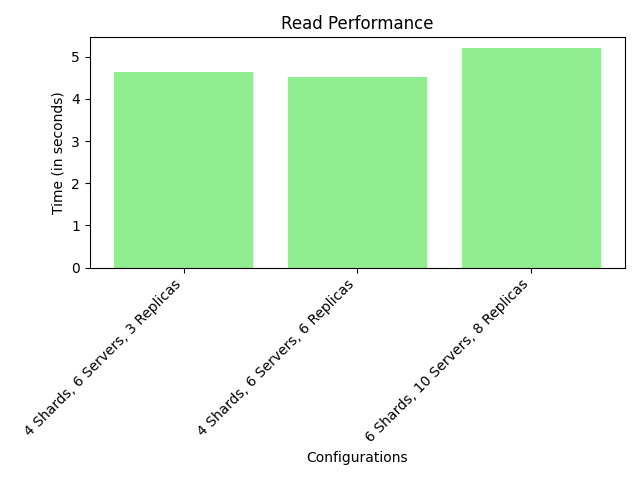 Read Performance
Time (in seconds)
5
4
3
2
1
0
4 Shards, 6 Servers, 3 Replicas
4 Shards, 6 Servers, 6 Replicas
6 Shards, 10 Servers, 8 Replicas
Configurations